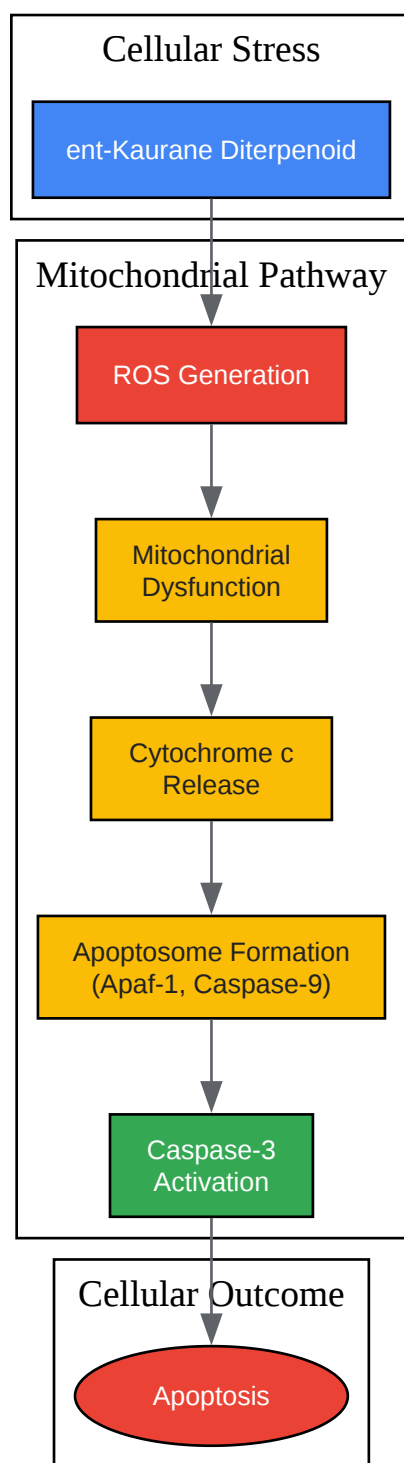 Cellular Stress
ent-Kaurane Diterpenoid
Mitochondrial Pathway
ROS Generation
Mitochondrial
Dysfunction
Cytochrome c
Release
Apoptosome Formation
(Apaf-1, Caspase-9)
Caspase-3
Activation
Cellular Outcome
Apoptosis